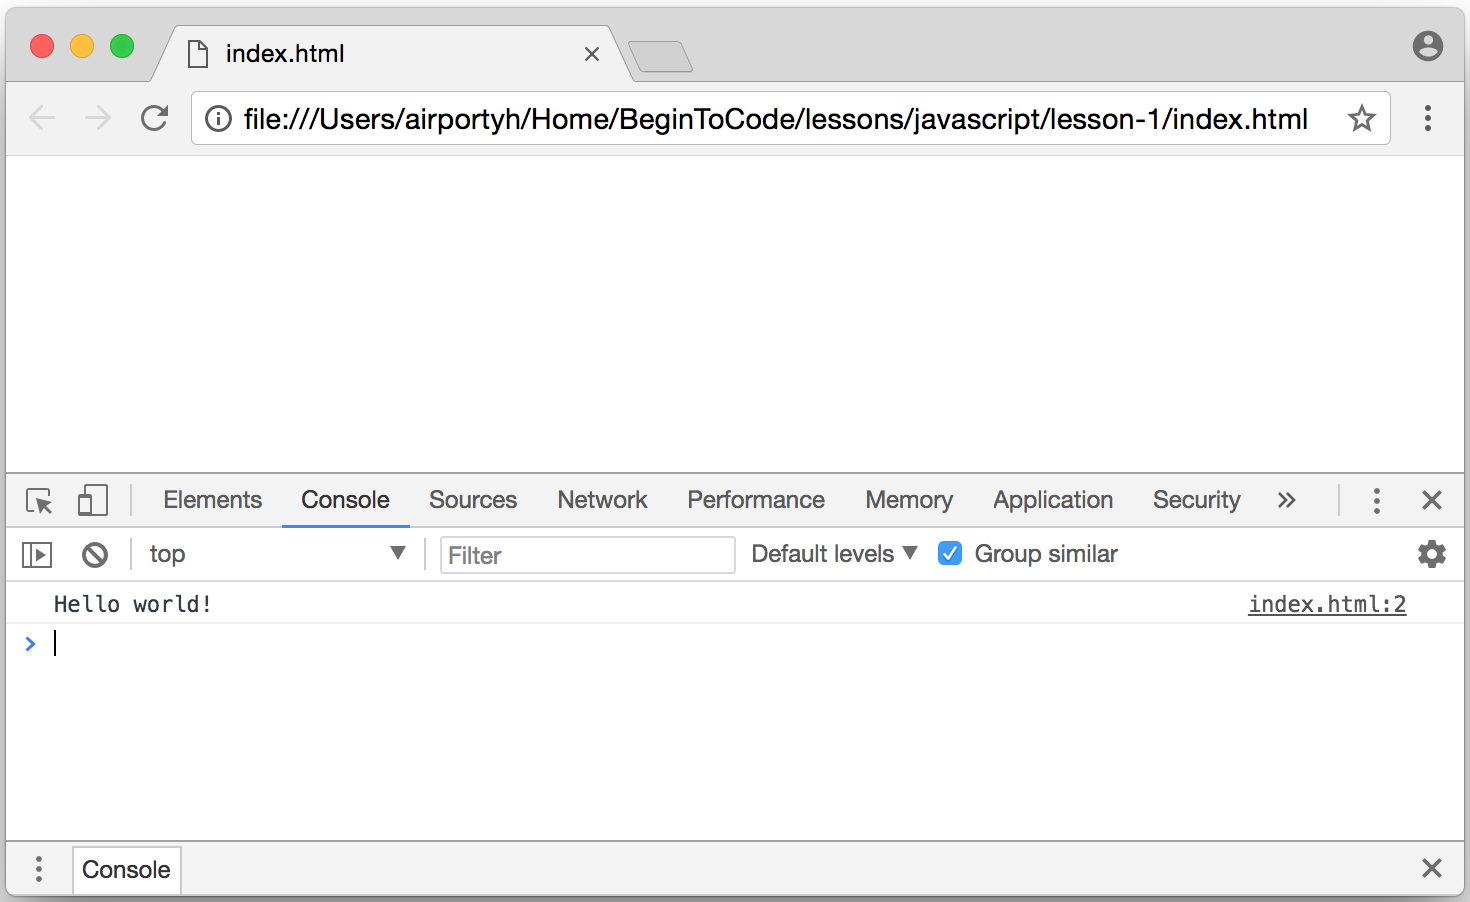 index.html
file:///Users/airportyh/Home/BeginToCode/lessons/javascript/lesson-1/index.html
Elements Console Sources Network Performance Memory Application Security
top Filter Default levels Group similar
Hello world! index.html:2
Console